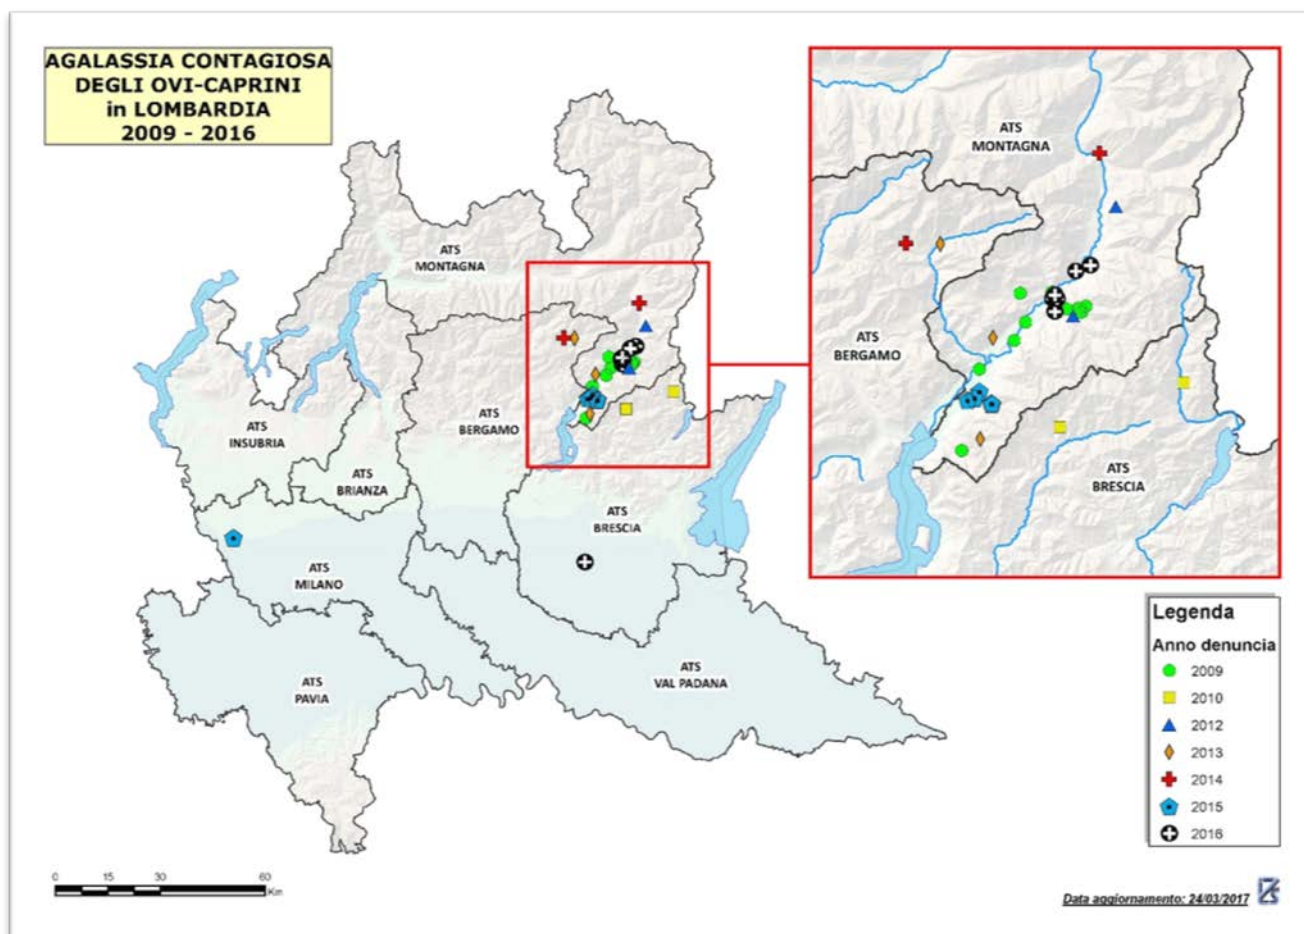 AGALASSIA CONTAGIOSA
DEGLI OVI-CAPRINI
in LOMBARDIA
2009 - 2016
ATS
MONTAGNA
ATS
BERGAMO
ATS
INSUBRIA
ATS
BRIANZA
ATS
BRESCIA
ATS
MILANO
ATS
PAVIA
ATS
VAL PADANA
ATS
MONTAGNA
ATS
BERGAMO
ATS
BRESCIA
Legenda
Anno denuncia
2009
2010
2012
2013
2014
2015
2016
0 15 30 60
Km
Data aggiornamento: 24/03/2017